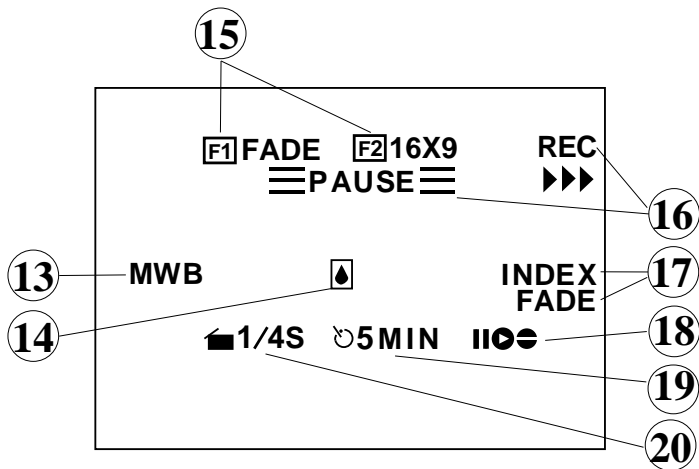 15
F1 FADE F2 16X9 REC
PAUSE
16
13 MWB INDEX 17
FADE
14 1/4S 5MIN 18
19
20